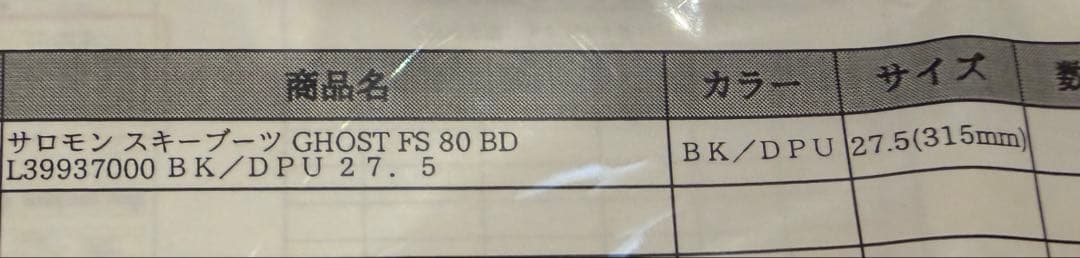 商品名 カラー サイズ 数
サロモン スキーブーツ GHOST FS 80 BD
L39937000 ＢＫ／ＤＰＵ ２７．５ ＢＫ／ＤＰＵ 27.5(315mm)